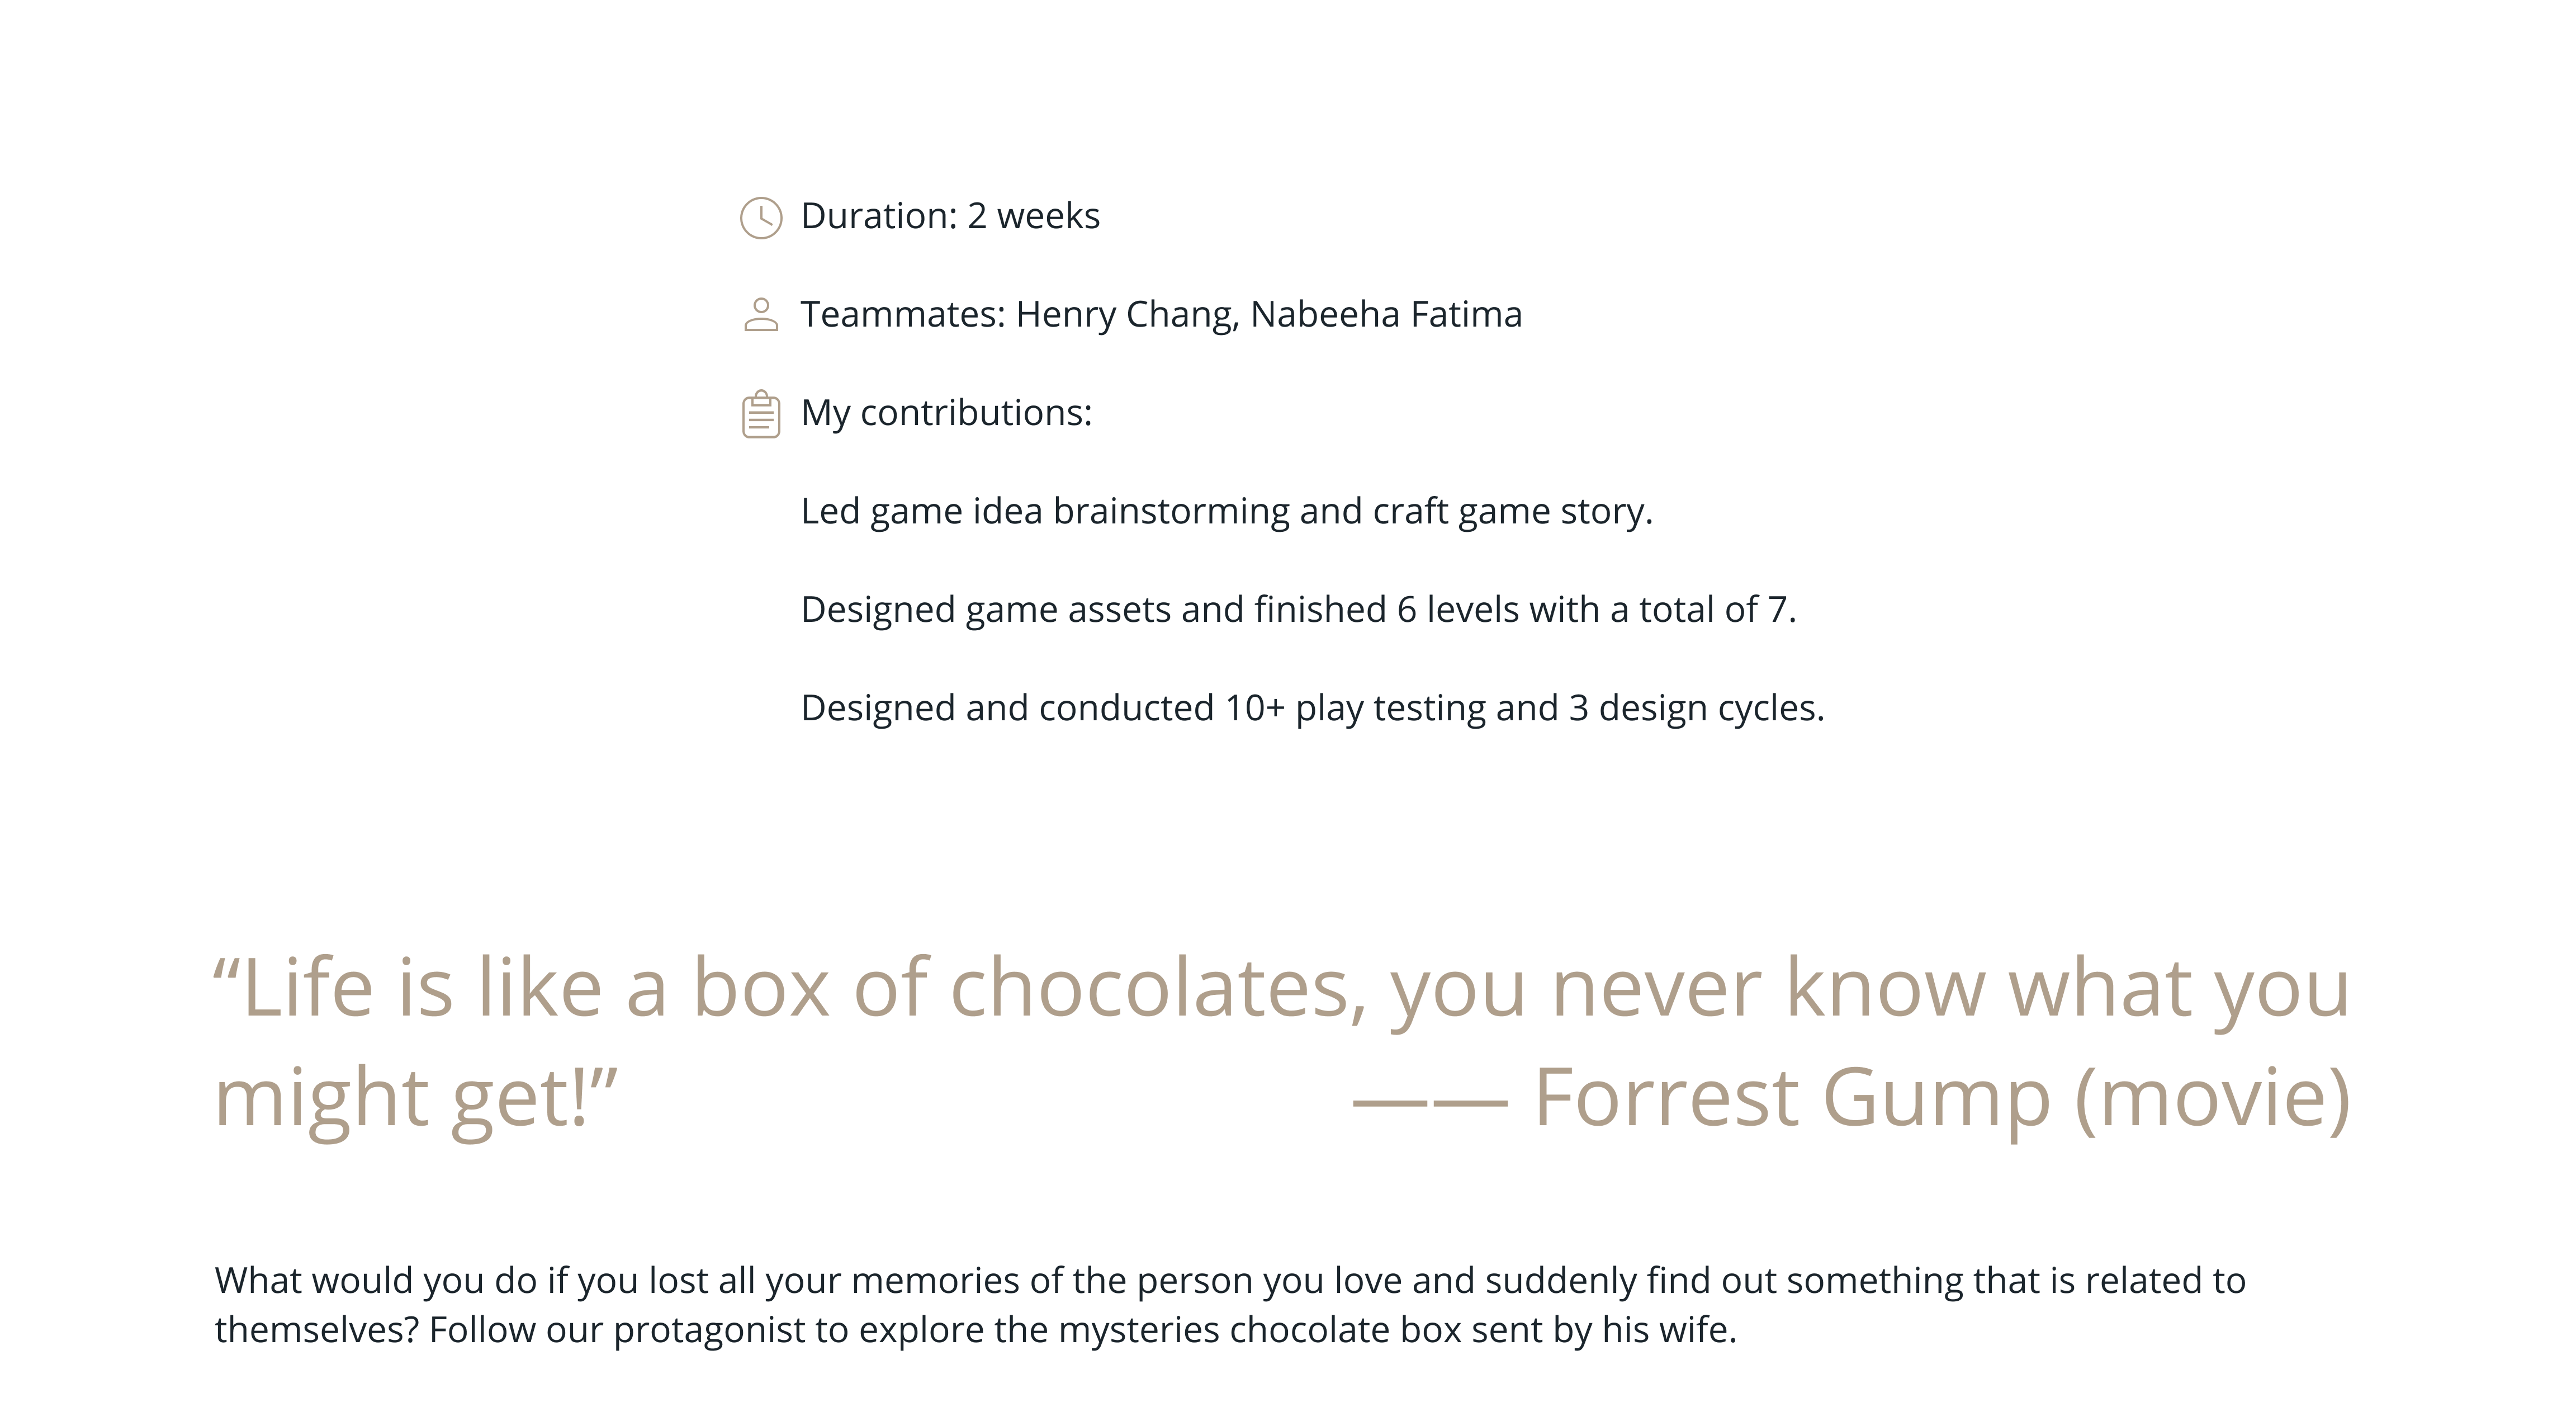 Duration: 2 weeks
Teammates: Henry Chang, Nabeeha Fatima
My contributions:
Led game idea brainstorming and craft game story.
Designed game assets and finished 6 levels with a total of 7.
Designed and conducted 10+ play testing and 3 design cycles.
“Life is like a box of chocolates, you never know what you
might get!” —— Forrest Gump (movie)
What would you do if you lost all your memories of the person you love and suddenly find out something that is related to
themselves? Follow our protagonist to explore the mysteries chocolate box sent by his wife.